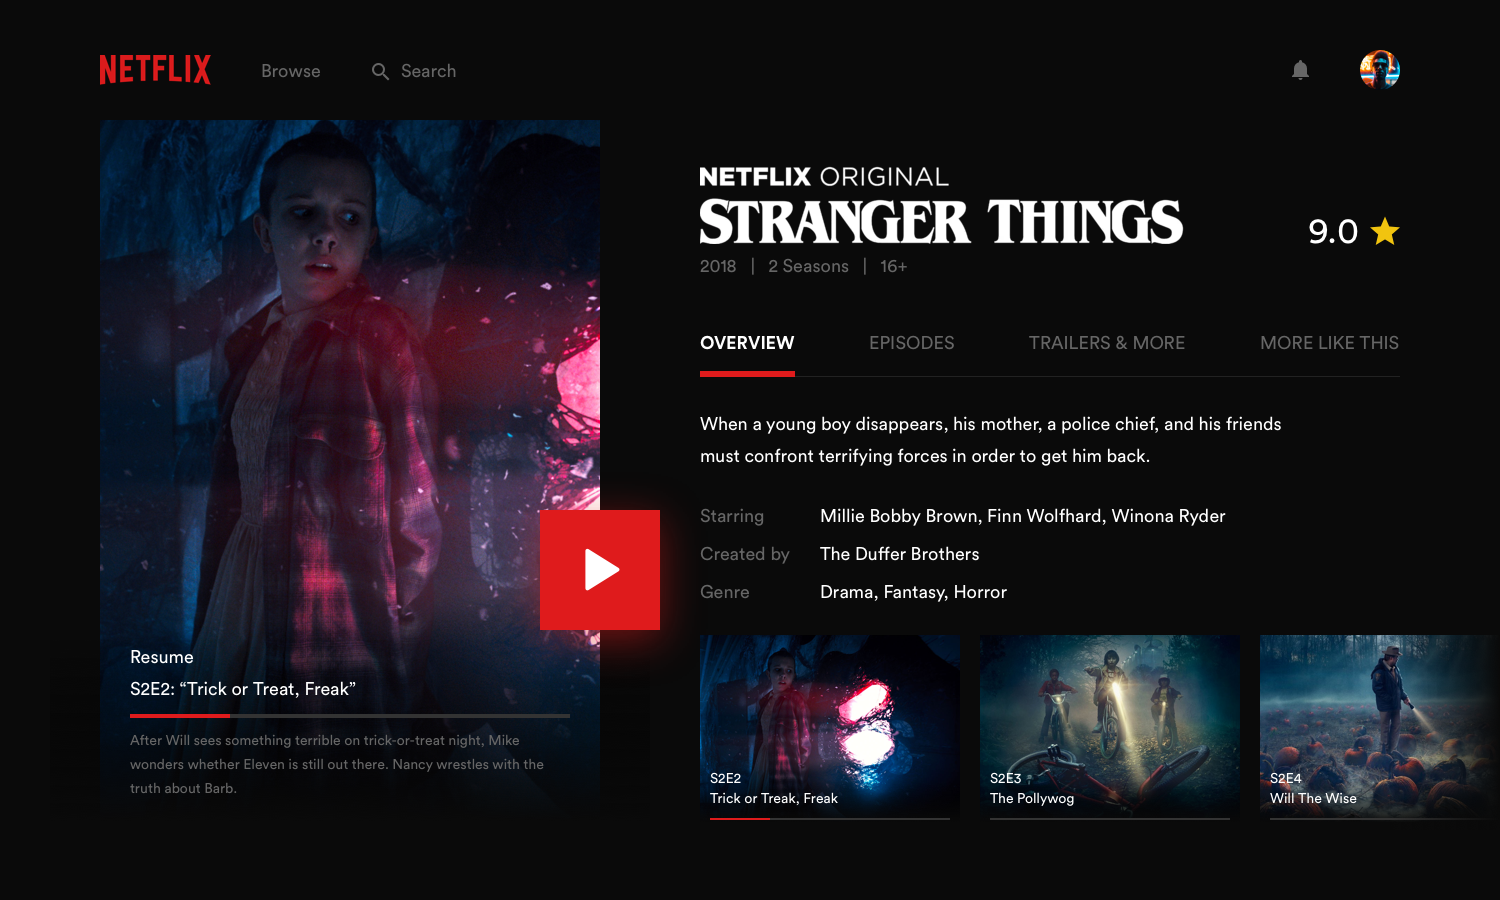 NETFLIX
Browse
Search
NETFLIX ORIGINAL
STRANGER THINGS
2018 | 2 Seasons | 16+
9.0
OVERVIEW
EPISODES
TRAILERS & MORE
MORE LIKE THIS
When a young boy disappears, his mother, a police chief, and his friends
must confront terrifying forces in order to get him back.
Starring Millie Bobby Brown, Finn Wolfhard, Winona Ryder
Created by The Duffer Brothers
Genre Drama, Fantasy, Horror
Resume
S2E2: “Trick or Treat, Freak”
After Will sees something terrible on trick-or-treat night, Mike
wonders whether Eleven is still out there. Nancy wrestles with the
truth about Barb.
S2E2
Trick or Treak, Freak
S2E3
The Pollywog
S2E4
Will The Wise